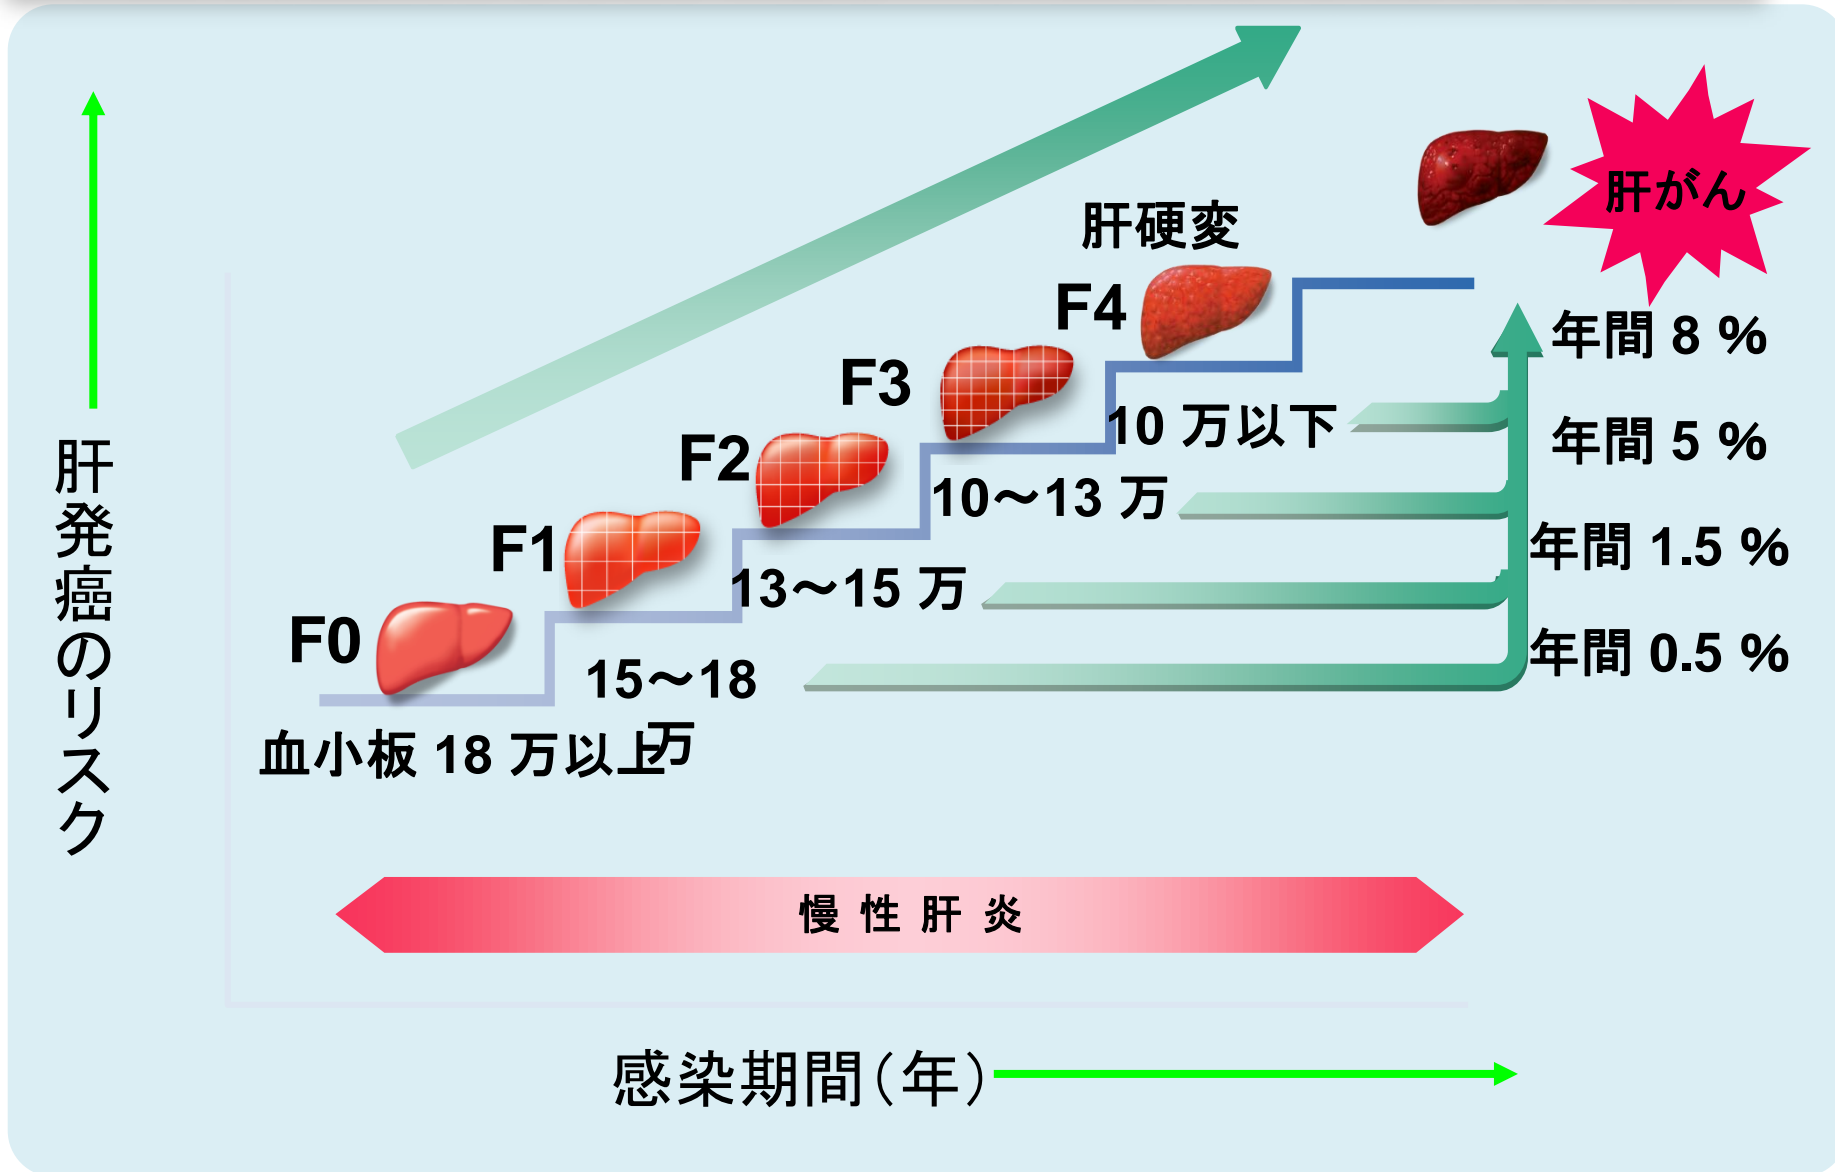 肝がん
肝硬変
F4
年間 8 %
F3
10 万以下
年間 5 %
F2
10～13 万
年間 1.5 %
F1
13～15 万
年間 0.5 %
F0
15～18
万
血小板 18 万以上
肝発癌のリスク
慢性肝炎
感染期間（年）